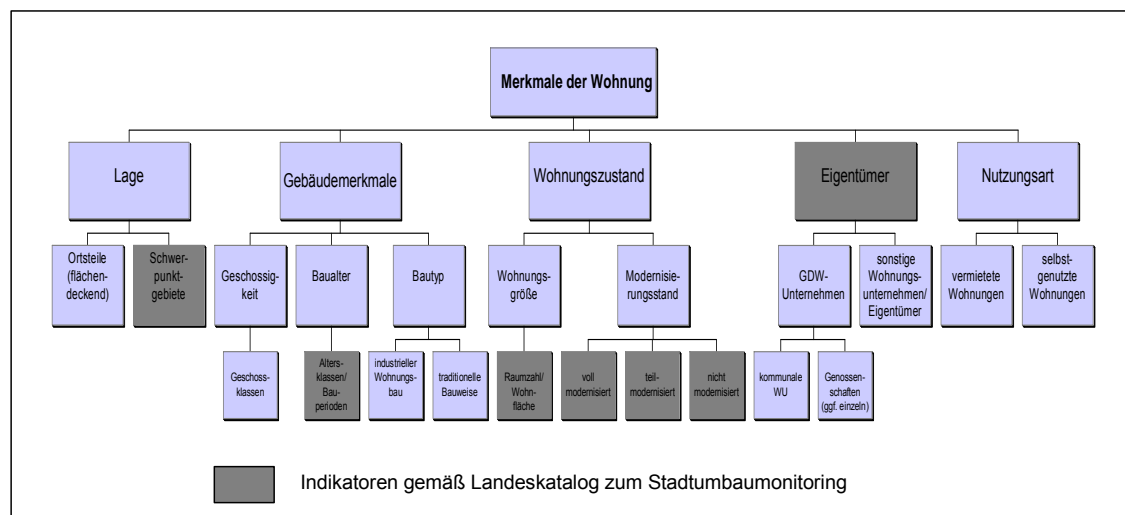 Merkmale der Wohnung
Lage
Gebäudemerkmale
Wohnungszustand
Eigentümer
Nutzungsart
Ortsteile
(flächen-
deckend)
Schwer-
punkt-
gebiete
Geschossig
keit
Baualter
Bautyp
Wohnungs-
größe
Modernisie-
rungsstand
GDW-
Unternehmen
sonstige
Wohnungs-
unternehmen/
Eigentümer
vermietete
Wohnungen
selbst-
genutzte
Wohnungen
Geschoss-
klassen
Alters-
klassen/
Bau-
perioden
industrieller
Wohnungs-
bau
traditionelle
Bauweise
Raumzahl/
Wohn-
fläche
voll
modernisiert
teil-
modernisiert
nicht
modernisiert
kommunale
WU
Genossen-
schaften
(ggf. einzeln)
Indikatoren gemäß Landeskatalog zum Stadtumbaumonitoring